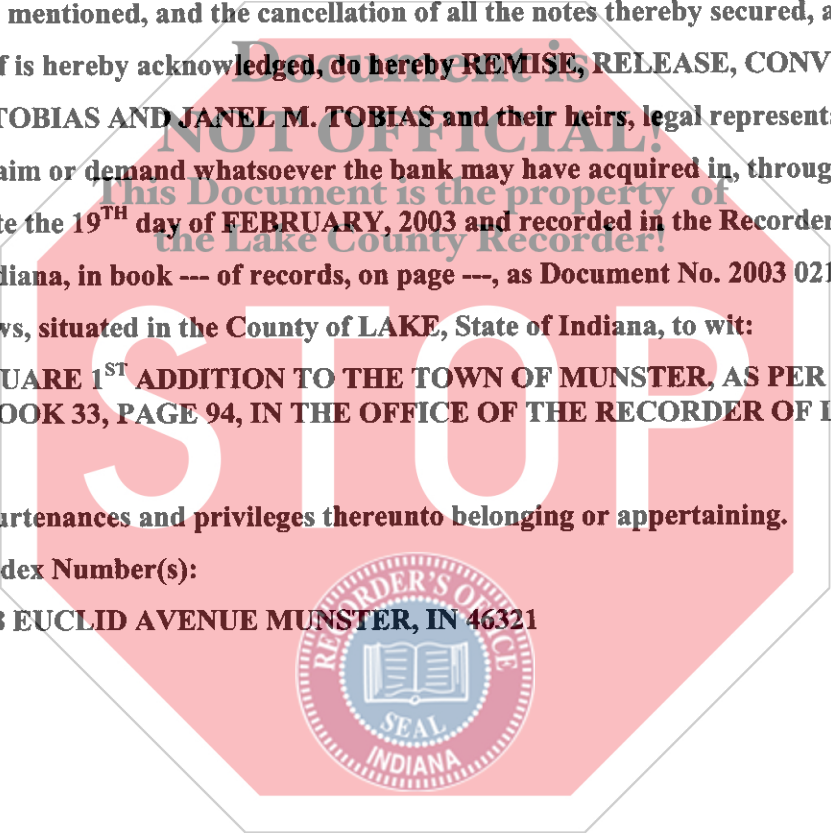 mentioned, and the cancellation of all the notes thereby secured, a
f is hereby acknowledged, do hereby REMISE, RELEASE, CONV
Document is
TOBIAS AND JANEL M. TOBIAS and their heirs, legal represent
NOT OFFICIAL!
aim or demand whatsoever the bank may have acquired in, throug
This Document is the property of
te the 19TH day of FEBRUARY, 2003 and recorded in the Recorder
the Lake County Recorder!
diana, in book --- of records, on page ---, as Document No. 2003 021
ws, situated in the County of LAKE, State of Indiana, to wit:
UARE 1ST ADDITION TO THE TOWN OF MUNSTER, AS PER
OOK 33, PAGE 94, IN THE OFFICE OF THE RECORDER OF L
STOP
urtenances and privileges thereunto belonging or appertaining.
dex Number(s):
8 EUCLID AVENUE MUNSTER, IN 46321
RECORDER'S OFFICE
SEAL
INDIANA